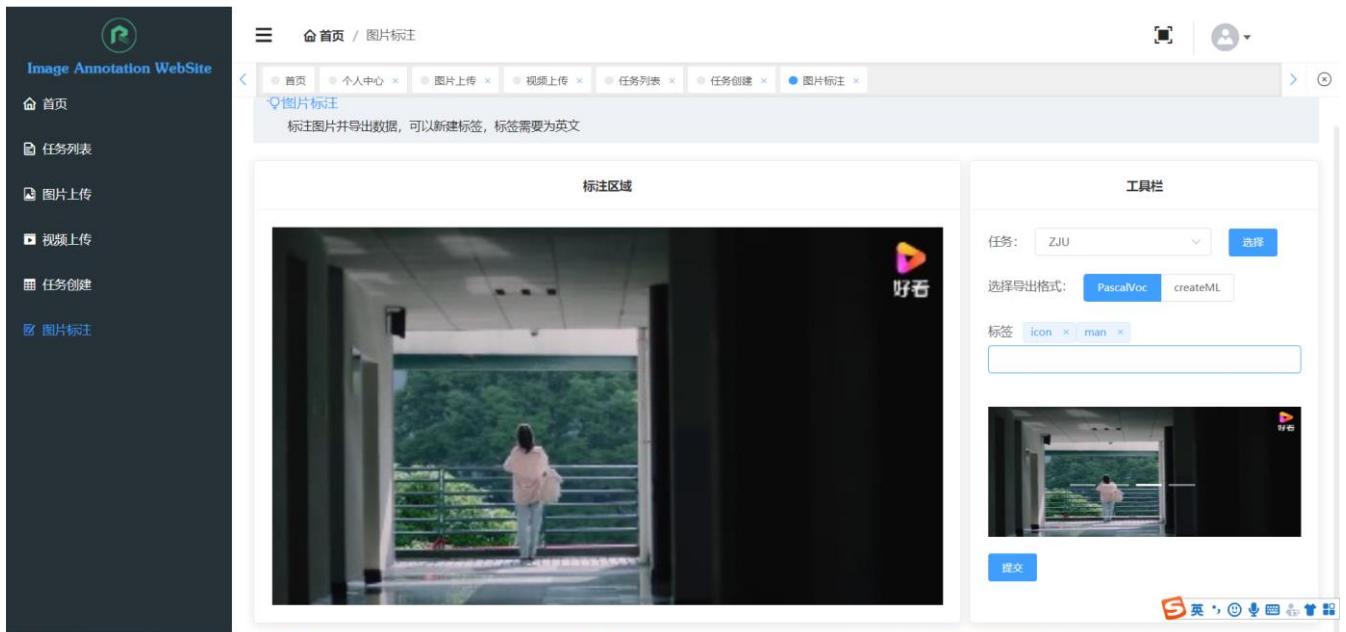 Image Annotation WebSite
首页
任务列表
图片上传
视频上传
任务创建
图片标注
首页 / 图片标注
首页 个人中心 × 图片上传 × 视频上传 × 任务列表 × 任务创建 × 图片标注 ×
图片标注
标注图片并导出数据，可以新建标签，标签需要为英文
标注区域
好看
工具栏
任务： ZJU 选择
选择导出格式： PascalVoc createML
标签 icon × man ×
好看
提交
英